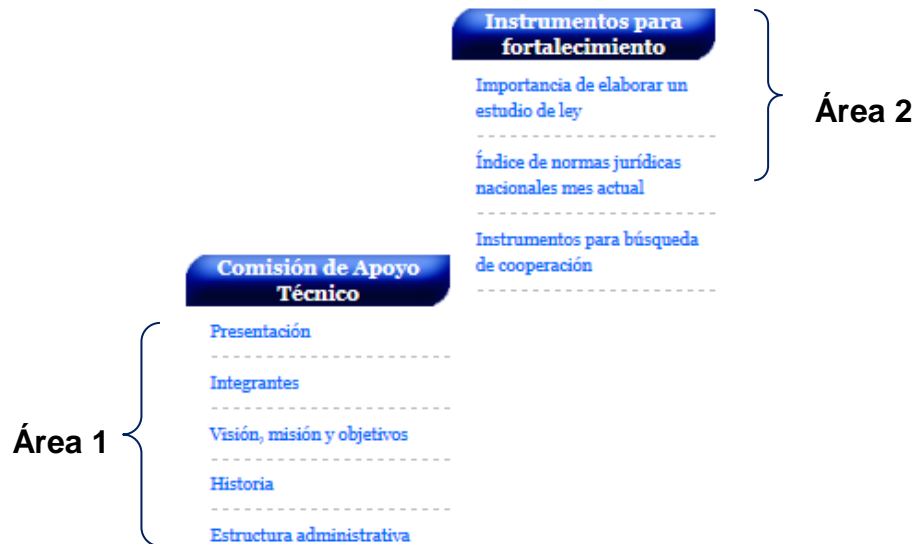 Instrumentos para
fortalecimiento
Importancia de elaborar un
estudio de ley
Área 2
Índice de normas jurídicas
nacionales mes actual
Instrumentos para búsqueda
de cooperación
Comisión de Apoyo
Técnico
Presentación
Integrantes
Visión, misión y objetivos
Área 1
Historia
Estructura administrativa